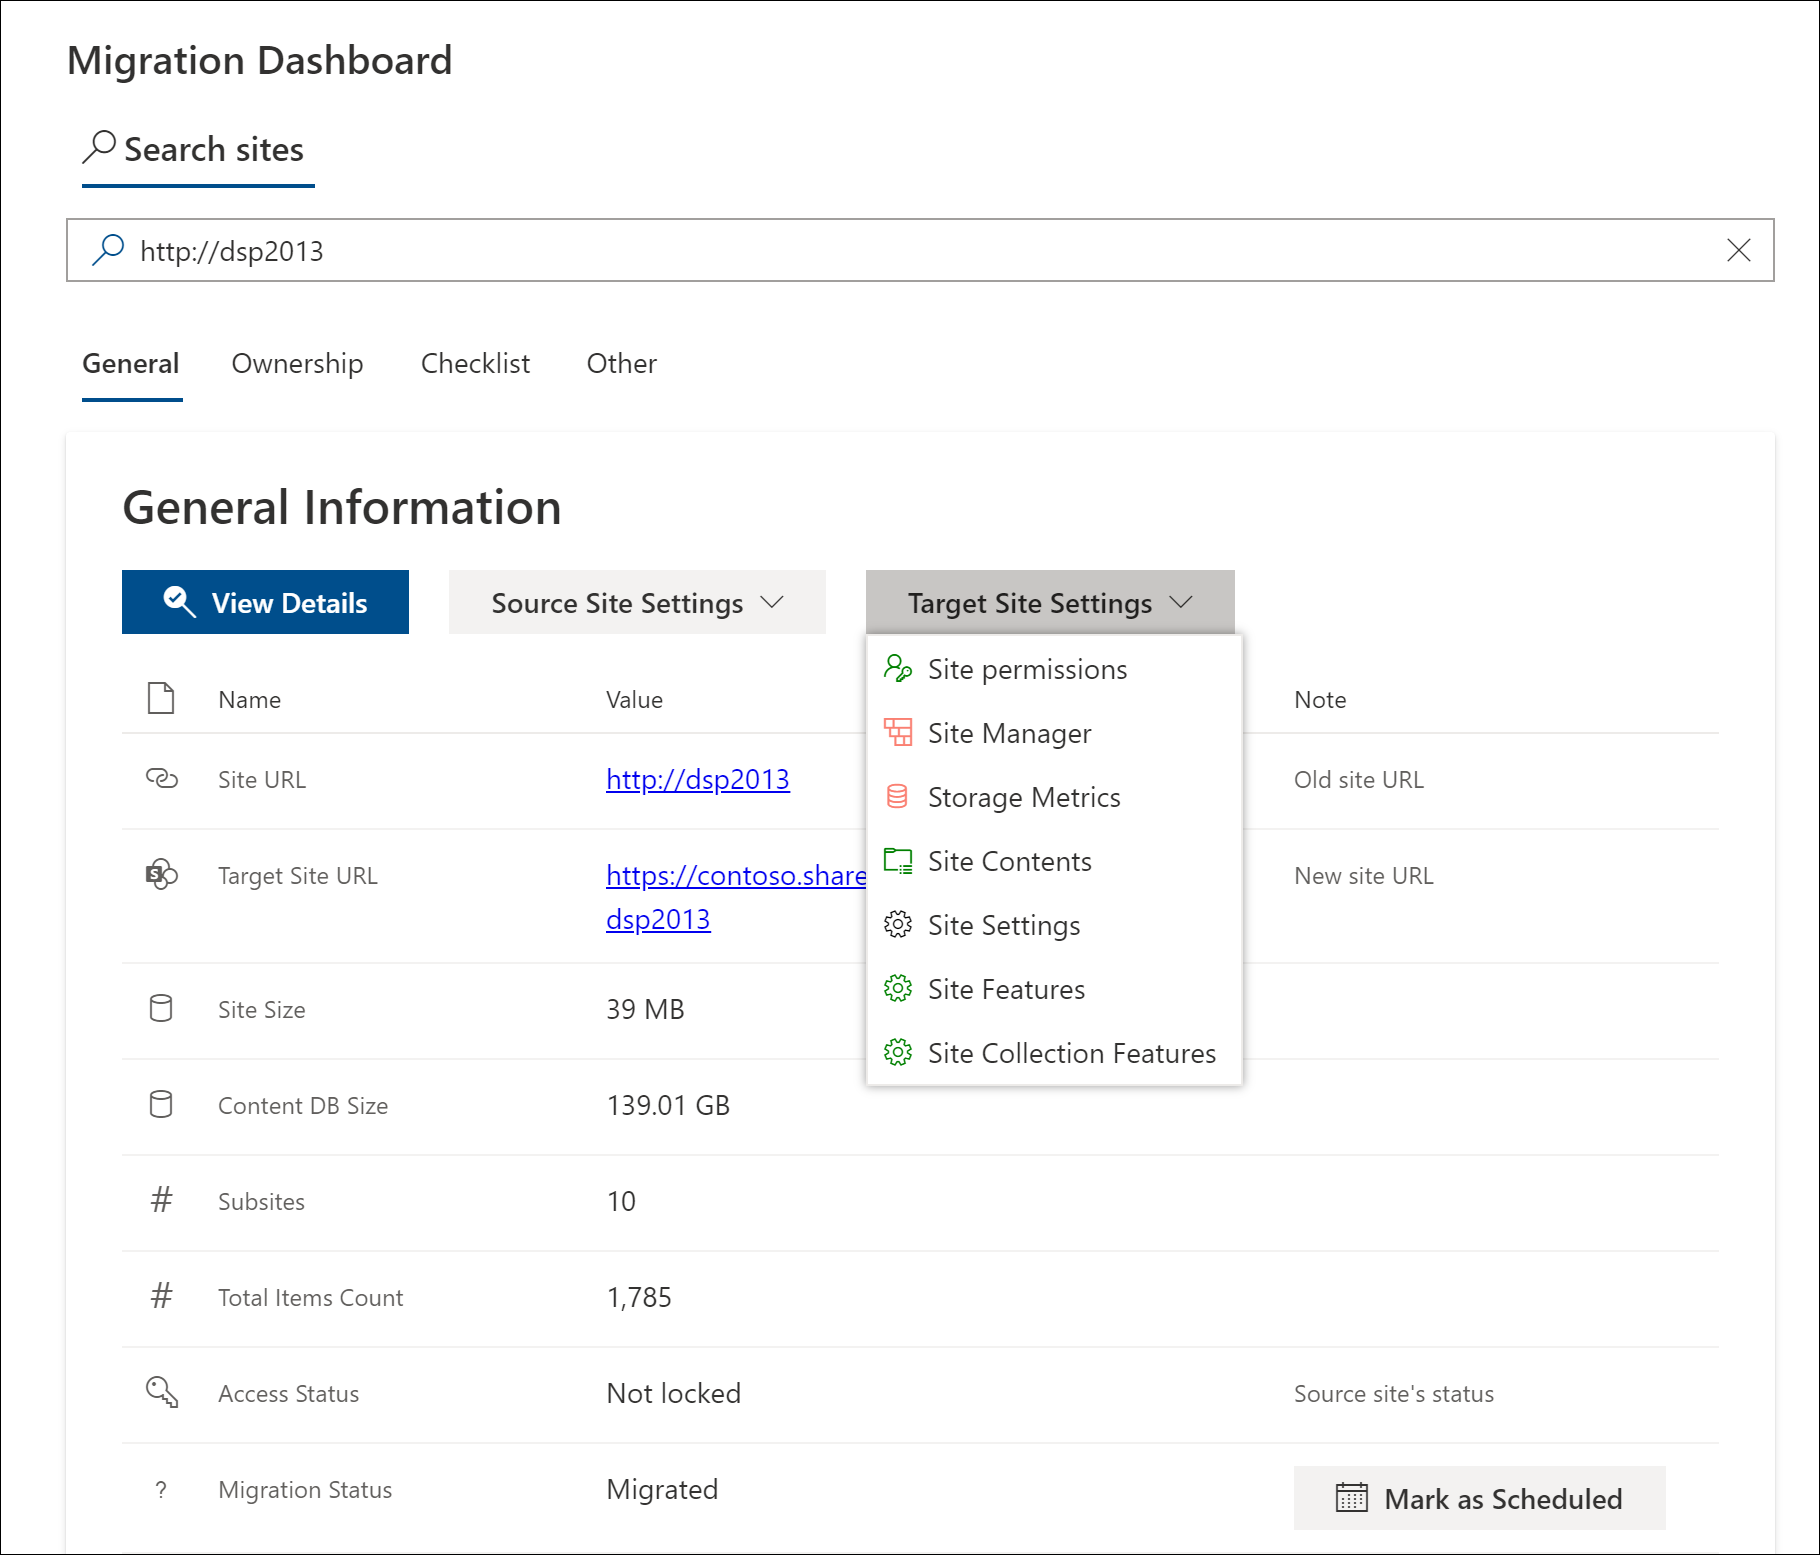 Migration Dashboard
Search sites
http://dsp2013
General Ownership Checklist Other
General Information
View Details Source Site Settings Target Site Settings
Site permissions
Site Manager
Storage Metrics
Site Contents
Site Settings
Site Features
Site Collection Features
Name Value Note
Site URL http://dsp2013 Old site URL
Target Site URL https://contoso.share New site URL
dsp2013
Site Size 39 MB
Content DB Size 139.01 GB
# Subsites 10
# Total Items Count 1,785
Access Status Not locked Source site's status
? Migration Status Migrated Mark as Scheduled